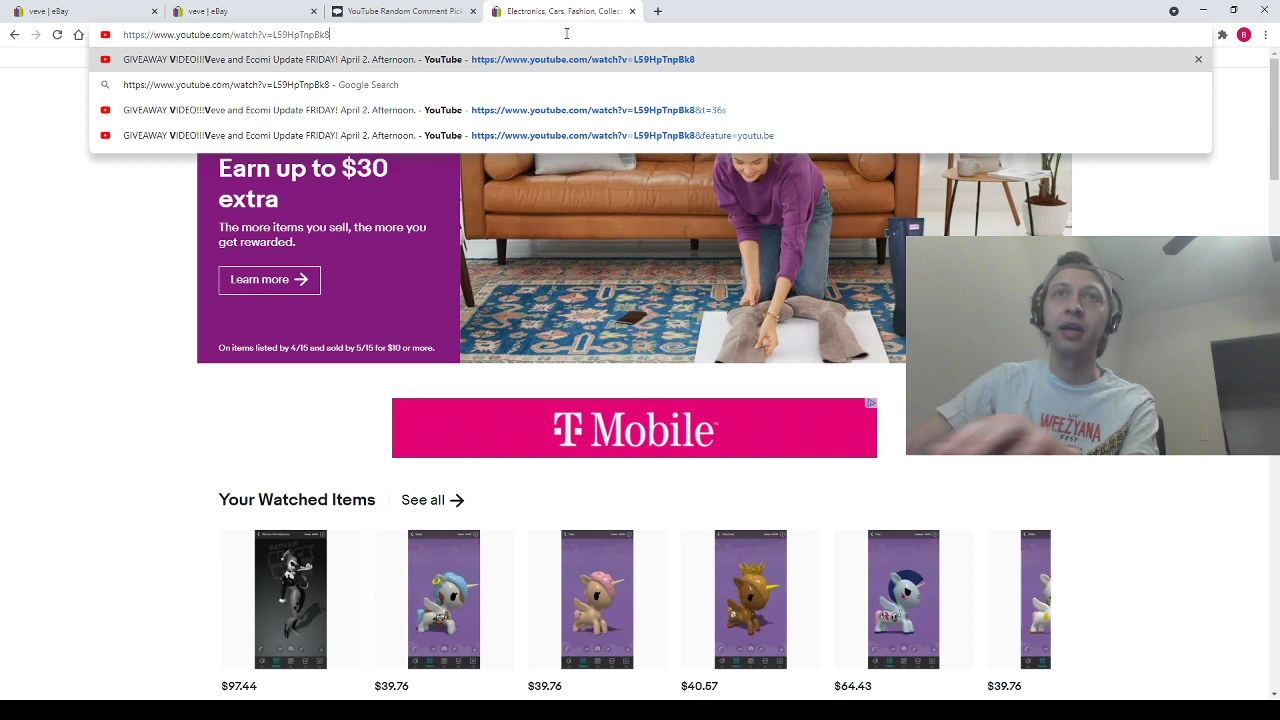 veve | eBay
veve | eBay
YouTube Random Comment Pick
Electronics, Cars, Fashion, Collect
https://www.youtube.com/watch?v=L59HpTnpBk8
B
GIVEAWAY VIDEO!!!Veve and Ecomi Update FRIDAY! April 2. Afternoon. - YouTube - https://www.youtube.com/watch?v=L59HpTnpBk8
https://www.youtube.com/watch?v=L59HpTnpBk8 - Google Search
GIVEAWAY VIDEO!!!Veve and Ecomi Update FRIDAY! April 2. Afternoon. - YouTube - https://www.youtube.com/watch?v=L59HpTnpBk8&t=36s
GIVEAWAY VIDEO!!!Veve and Ecomi Update FRIDAY! April 2. Afternoon. - YouTube - https://www.youtube.com/watch?v=L59HpTnpBk8&feature=youtu.be
Earn up to $30
extra
The more items you sell, the more you
get rewarded.
Learn more
On items listed by 4/15 and sold by 5/15 for $10 or more.
T Mobile
LIL'
WEEZYANA
FEST
Your Watched Items
See all
$97.44
$39.76
$39.76
$40.57
$64.43
$39.76